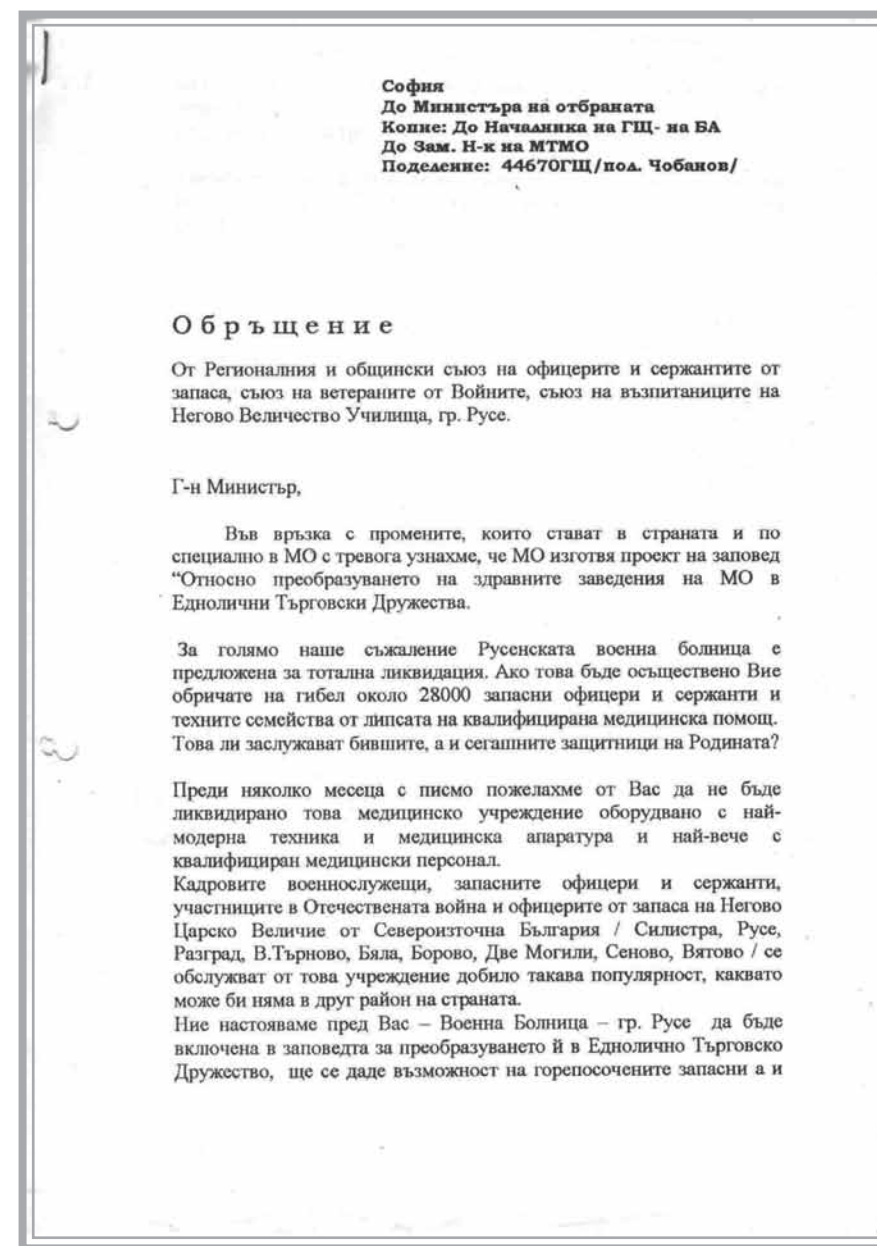 София
До Министъра на отбраната
Копие: До Началника на ГЩ- на БА
До Зам. Н-к на МТМО
Поделение: 44670ГЩ/пол. Чобанов/
Обръщение
От Регионалния и общински съюз на офицерите и сержантите от
запаса, съюз на ветераните от Войните, съюз на възпитаниците на
Негово Величество Училища, гр. Русе.
Г-н Министър,
Във връзка с промените, които стават в страната и по
специално в МО с тревога узнахме, че МО изготвя проект на заповед
“Относно преобразуването на здравните заведения на МО в
Еднолични Търговски Дружества.
За голямо наше съжаление Русенската военна болница е
предложена за тотална ликвидация. Ако това бъде осъществено Вие
обричате на гибел около 28000 запасни офицери и сержанти и
техните семейства от липсата на квалифицирана медицинска помощ.
Това ли заслужават бившите, а и сегашните защитници на Родината?
Преди няколко месеца с писмо пожелахме от Вас да не бъде
ликвидирано това медицинско учреждение оборудвано с най-
модерна техника и медицинска апаратура и най-вече с
квалифициран медицински персонал.
Кадровите военнослужещи, запасните офицери и сержанти,
участниците в Отечествената война и офицерите от запаса на Негово
Царско Величие от Североизточна България / Силистра, Русе,
Разград, В.Търново, Бяла, Борово, Две Могили, Сеново, Вятово / се
обслужват от това учреждение добило такава популярност, каквато
може би няма в друг район на страната.
Ние настояваме пред Вас – Военна Болница – гр. Русе да бъде
включена в заповедта за преобразуването й в Еднолично Търговско
Дружество, ще се даде възможност на горепосочените запасни а и